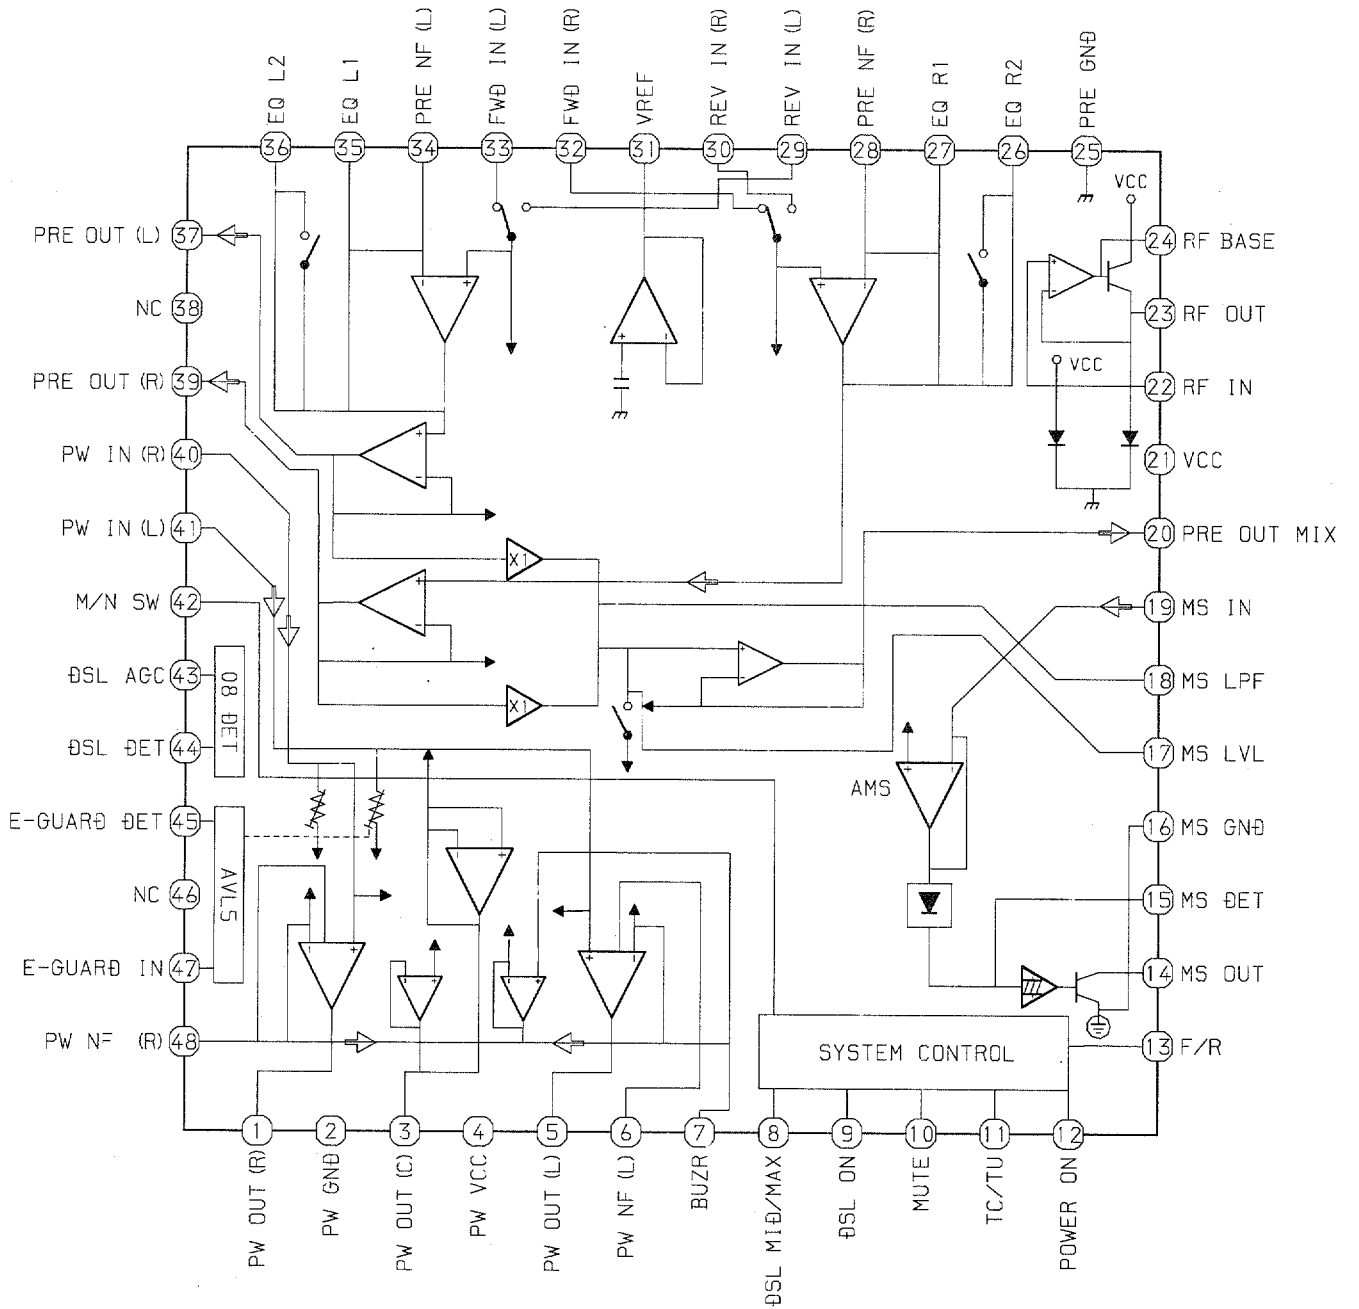 EQ L2
EQ L1
PRE NF (L)
FWD IN (L)
FWD IN (R)
VREF
REV IN (R)
REV IN (L)
PRE NF (R)
EQ R1
EQ R2
PRE GND
36
35
34
33
32
31
30
29
28
27
26
25
VCC
PRE OUT (L) 37
24 RF BASE
NC 38
23 RF OUT
PRE OUT (R) 39
VCC
22 RF IN
PW IN (R) 40
21 VCC
PW IN (L) 41
20 PRE OUT MIX
X1
M/N SW 42
19 MS IN
DSL AGC 43
08 DET
18 MS LPF
X1
DSL DET 44
17 MS LVL
AMS
E-GUARD DET 45
16 MS GND
AVLS
NC 46
15 MS DET
E-GUARD IN 47
14 MS OUT
PW NF (R) 48
SYSTEM CONTROL
13 F/R
1
2
3
4
5
6
7
8
9
10
11
12
PW OUT (R)
PW GND
PW OUT (C)
PW VCC
PW OUT (L)
PW NF (L)
BUZR
DSL MID/MAX
DSL ON
MUTE
TC/TU
POWER ON